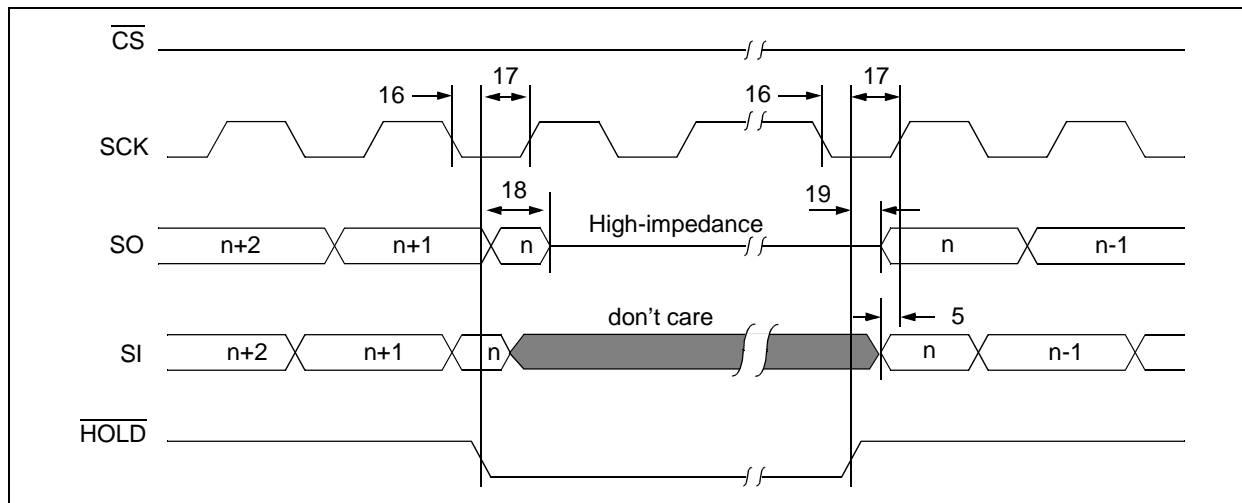 CS
17
17
16
16
SCK
18
19
High-impedance
SO
n+2
n+1
n
n
n-1
don't care
5
SI
n+2
n+1
n
n
n-1
HOLD